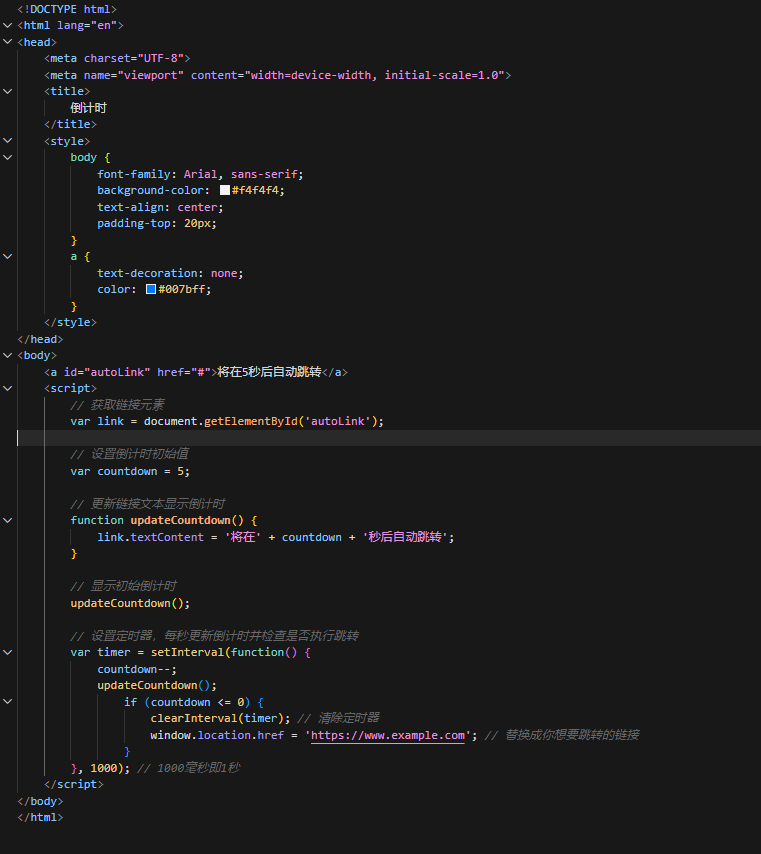 <!DOCTYPE html>
<html lang="en">
<head>
    <meta charset="UTF-8">
    <meta name="viewport" content="width=device-width, initial-scale=1.0">
    <title>
        倒计时
    </title>
    <style>
        body {
            font-family: Arial, sans-serif;
            background-color: #f4f4f4;
            text-align: center;
            padding-top: 20px;
        }
        a {
            text-decoration: none;
            color: #007bff;
        }
    </style>
</head>
<body>
    <a id="autoLink" href="#">将在5秒后自动跳转</a>
    <script>
        // 获取链接元素
        var link = document.getElementById('autoLink');

        // 设置倒计时初始值
        var countdown = 5;

        // 更新链接文本显示倒计时
        function updateCountdown() {
            link.textContent = '将在' + countdown + '秒后自动跳转';
        }

        // 显示初始倒计时
        updateCountdown();

        // 设置定时器，每秒更新倒计时并检查是否执行跳转
        var timer = setInterval(function() {
            countdown--;
            updateCountdown();
                if (countdown <= 0) {
                    clearInterval(timer); // 清除定时器
                    window.location.href = 'https://www.example.com'; // 替换成你想要跳转的链接
                }
        }, 1000); // 1000毫秒即1秒
    </script>
</body>
</html>